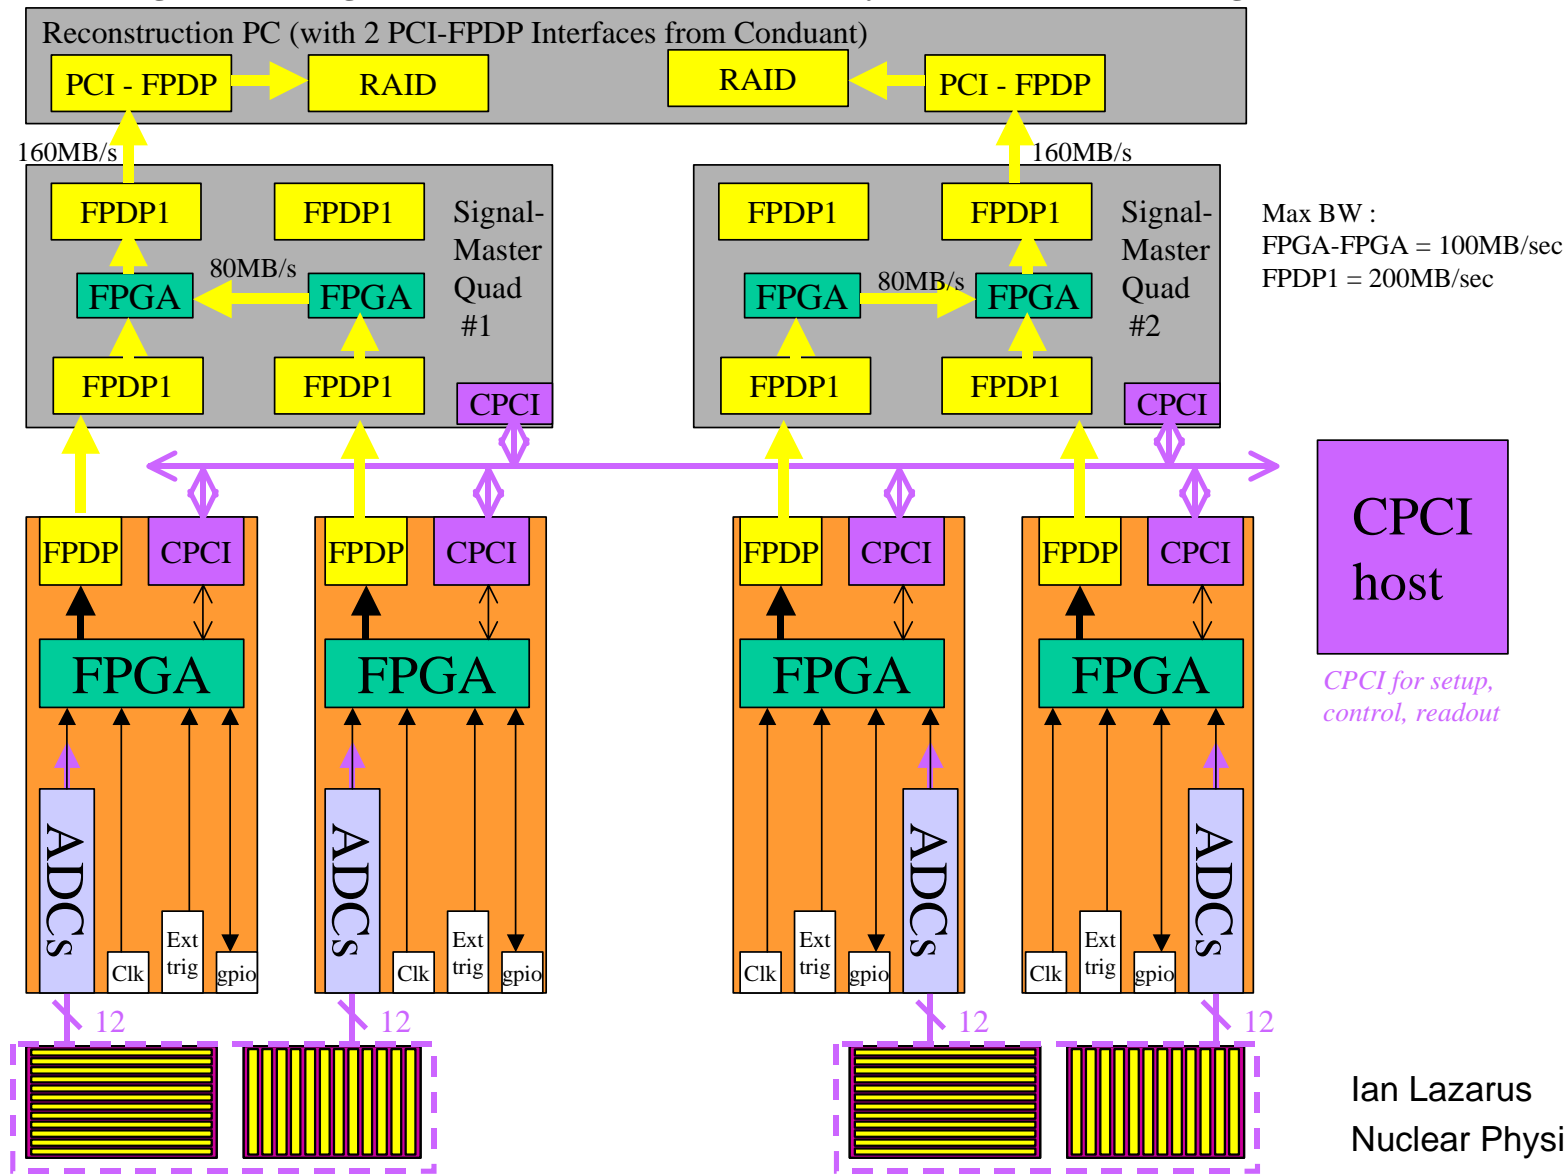 Reconstruction PC (with 2 PCI-FPDP Interfaces from Conduant)
PCI - FPDP
RAID
RAID
PCI - FPDP
160MB/s
160MB/s
FPDP1
FPDP1
Signal-
Master
Quad
#1
FPGA
80MB/s
FPGA
FPDP1
FPDP1
CPCI
FPDP1
FPDP1
Signal-
Master
Quad
#2
FPGA
80MB/s
FPGA
FPDP1
FPDP1
CPCI
Max BW :
FPGA-FPGA = 100MB/sec
FPDP1 = 200MB/sec
CPCI
host
CPCI for setup,
control, readout
FPDP
CPCI
FPGA
ADCs
Clk
Ext
trig
gpio
12
FPDP
CPCI
FPGA
ADCs
Clk
Ext
trig
gpio
12
FPDP
CPCI
FPGA
Clk
Ext
trig
gpio
ADCs
12
FPDP
CPCI
FPGA
Clk
Ext
trig
gpio
ADCs
12
Ian Lazarus
Nuclear Physi